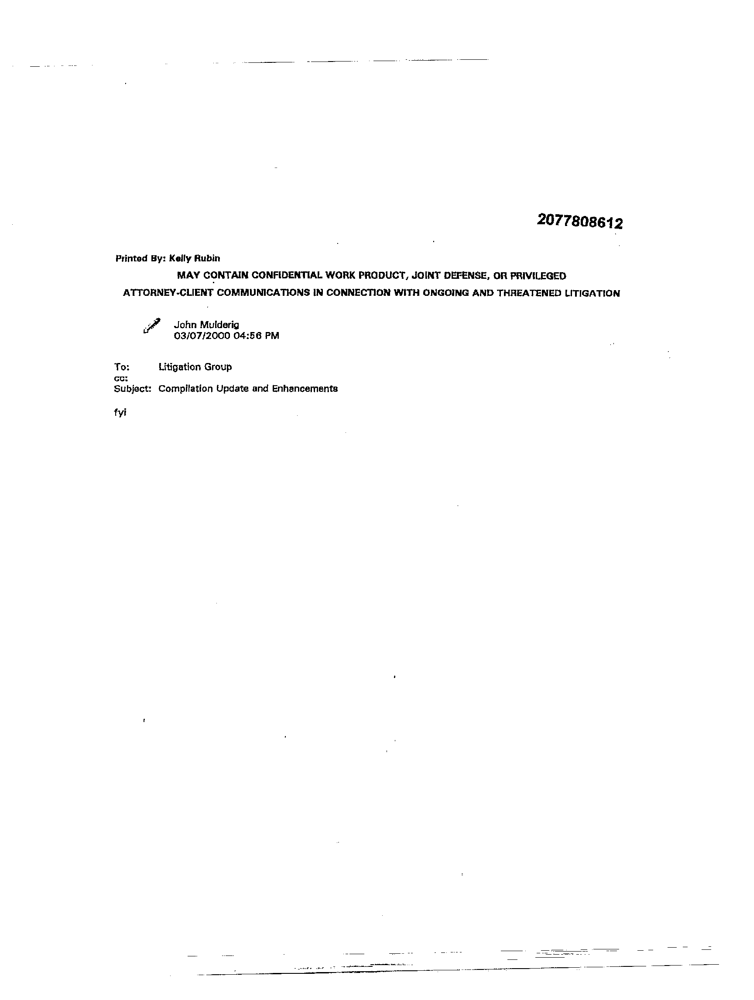 2077808612
Printed By: Kelly Rubin
MAY CONTAIN CONFIDENTIAL WORK PRODUCT, JOINT DEFENSE, OR PRIVILEGED
ATTORNEY-CLIENT COMMUNICATIONS IN CONNECTION WITH ONGOING AND THREATENED LITIGATION
John Mulderig
03/07/2000 04:56 PM
To: Litigation Group
cc:
Subject: Compilation Update and Enhancements
fyi